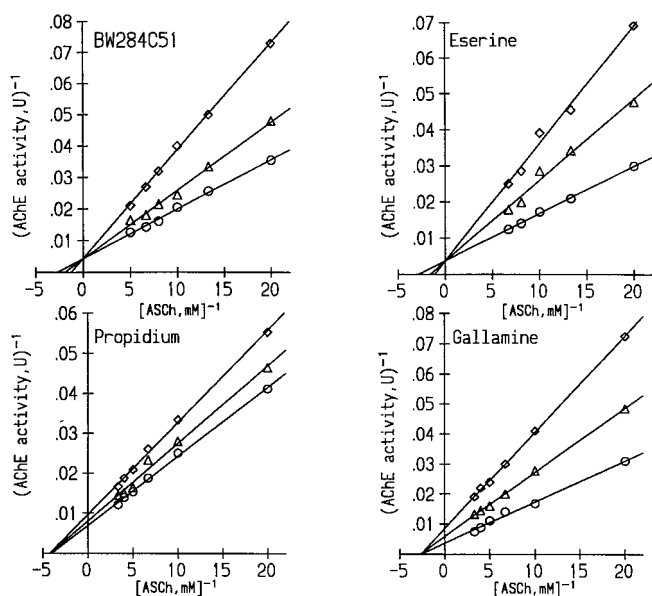 BW284C51
(AChE activity,U)⁻¹
.08
.07
.06
.05
.04
.03
.02
.01
-5 0 5 10 15 20
[ASCh,mM]⁻¹
Eserine
(AChE activity,U)⁻¹
.07
.06
.05
.04
.03
.02
.01
-5 0 5 10 15 20
[ASCh,mM]⁻¹
Propidium
(AChE activity,U)⁻¹
.06
.05
.04
.03
.02
.01
-5 0 5 10 15 20
[ASCh,mM]⁻¹
Gallamine
(AChE activity,U)⁻¹
.08
.07
.06
.05
.04
.03
.02
.01
-5 0 5 10 15 20
[ASCh,mM]⁻¹